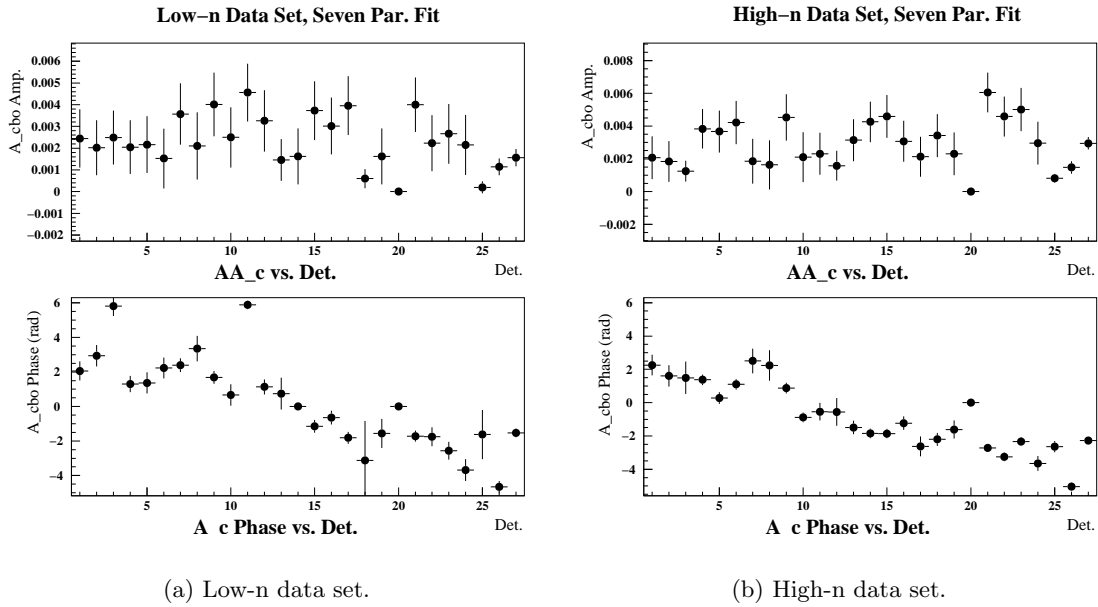 Low−n Data Set, Seven Par. Fit
A_cbo Amp.
0.006
0.005
0.004
0.003
0.002
0.001
0
−0.001
−0.002
5 10 15 20 25
AA_c vs. Det.
Det.
A_cbo Phase (rad)
6
4
2
0
−2
−4
5 10 15 20 25
A_c Phase vs. Det.
Det.
(a) Low-n data set.
High−n Data Set, Seven Par. Fit
A_cbo Amp.
0.008
0.006
0.004
0.002
0
−0.002
5 10 15 20 25
AA_c vs. Det.
Det.
A_cbo Phase (rad)
6
4
2
0
−2
−4
5 10 15 20 25
A_c Phase vs. Det.
Det.
(b) High-n data set.